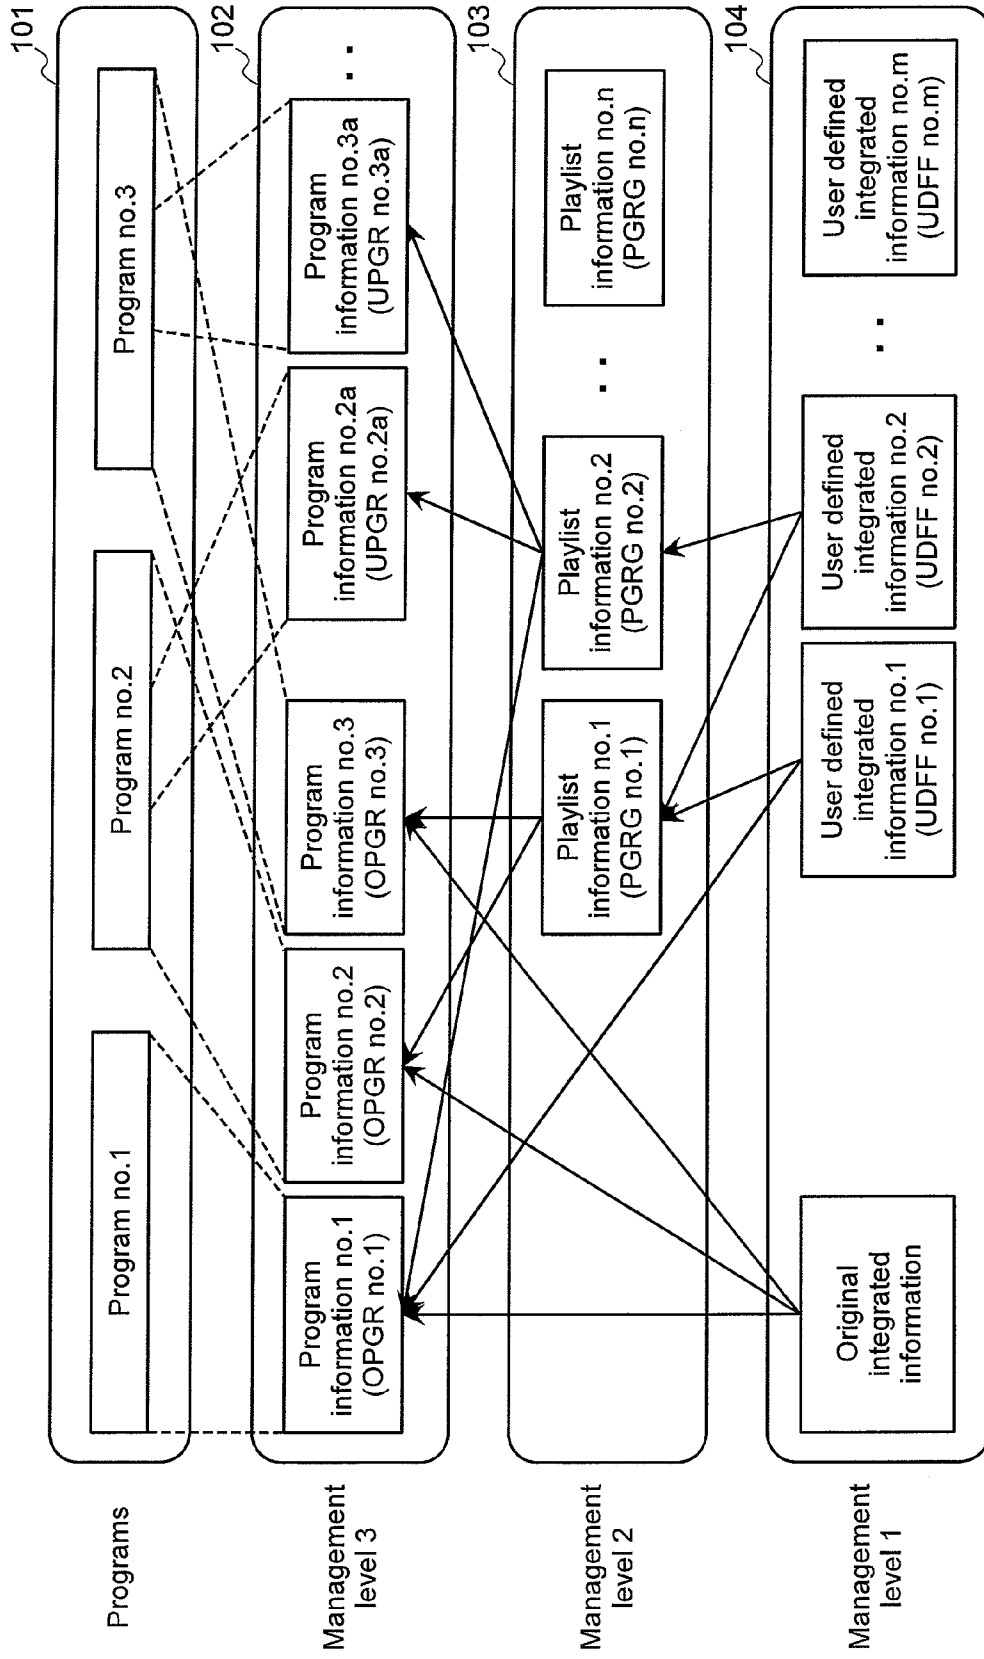 Programs
101
Program no.1
Program no.2
Program no.3
Management
level 3
102
Program
information no.1
(OPGR no.1)
Program
information no.2
(OPGR no.2)
Program
information no.3
(OPGR no.3)
Program
information no.2a
(UPGR no.2a)
Program
information no.3a
(UPGR no.3a)
Management
level 2
103
Playlist
information no.1
(PGRG no.1)
Playlist
information no.2
(PGRG no.2)
Playlist
information no.n
(PGRG no.n)
Management
level 1
104
Original
integrated
information
User defined
integrated
information no.1
(UDFF no.1)
User defined
integrated
information no.2
(UDFF no.2)
User defined
integrated
information no.m
(UDFF no.m)